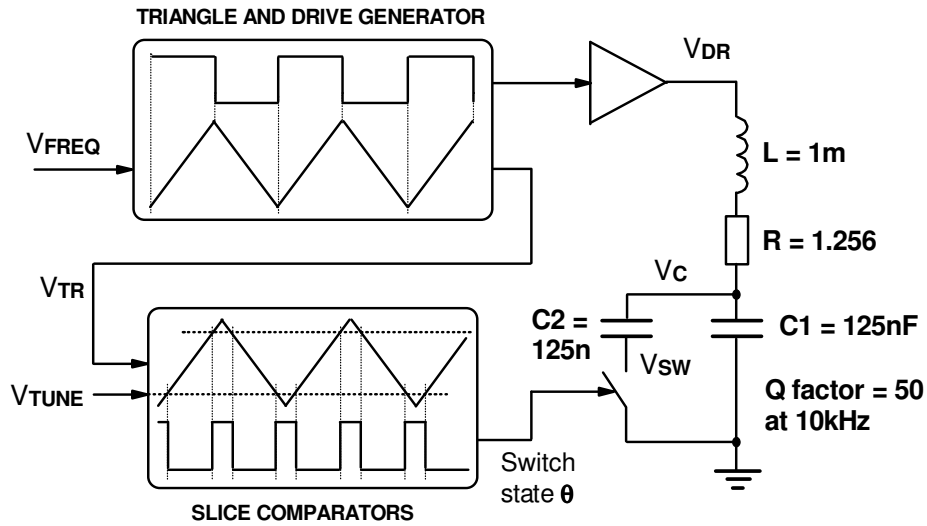 TRIANGLE AND DRIVE GENERATOR
VDR
VFREQ
L = 1m
R = 1.256
VTR
VC
C2 =
125n
C1 = 125nF
VSW
VTUNE
Q factor = 50
at 10kHz
Switch
state θ
SLICE COMPARATORS